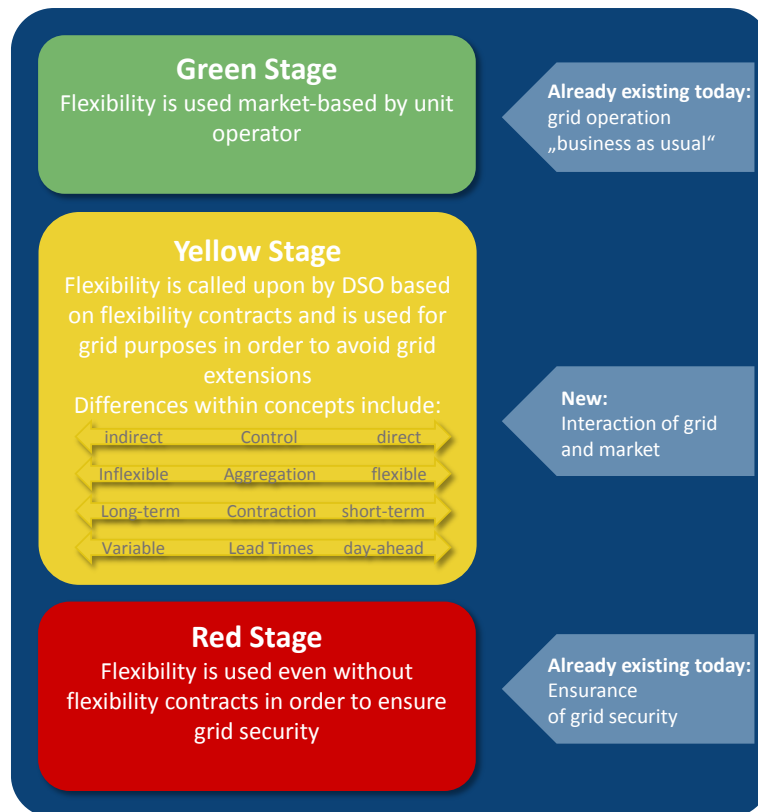 Green Stage
Flexibility is used market-based by unit
operator
Already existing today:
grid operation
„business as usual“
Yellow Stage
Flexibility is called upon by DSO based
on flexibility contracts and is used for
grid purposes in order to avoid grid
extensions
Differences within concepts include:
indirect Control direct
Inflexible Aggregation flexible
Long-term Contraction short-term
Variable Lead Times day-ahead
New:
Interaction of grid
and market
Red Stage
Flexibility is used even without
flexibility contracts in order to ensure
grid security
Already existing today:
Ensurance
of grid security